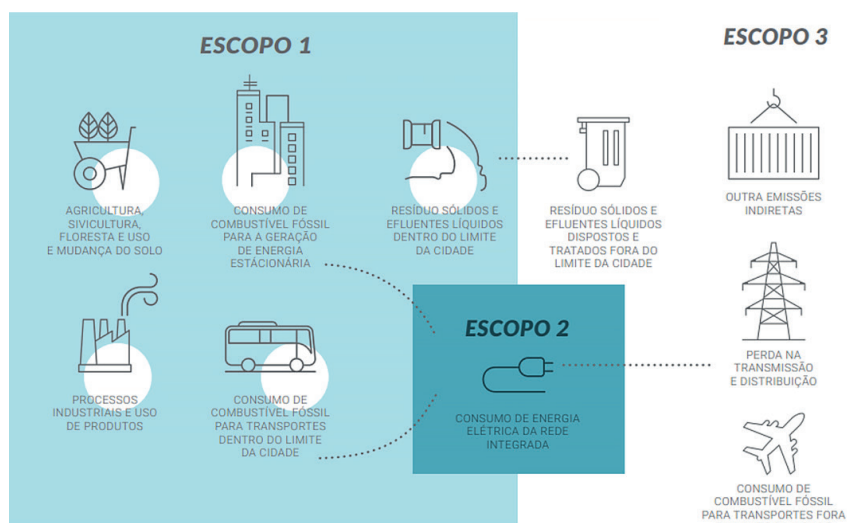 ESCOPO 1
AGRICULTURA,
SIVICULTURA,
FLORESTA E USO
E MUDANÇA DO SOLO
CONSUMO DE
COMBUSTÍVEL FÓSSIL
PARA A GERAÇÃO
DE ENERGIA
ESTÁCIONÁRIA
RESÍDUO SÓLIDOS E
EFLUENTES LÍQUIDOS
DENTRO DO LIMITE
DA CIDADE
PROCESSOS
INDUSTRIAIS E USO
DE PRODUTOS
CONSUMO DE
COMBUSTÍVEL FÓSSIL
PARA TRANSPORTES
DENTRO DO LIMITE
DA CIDADE
ESCOPO 2
CONSUMO DE ENERGIA
ELÉTRICA DA REDE
INTEGRADA
ESCOPO 3
RESÍDUO SÓLIDOS E
EFLUENTES LÍQUIDOS
DISPOSTOS E
TRATADOS FORA DO
LIMITE DA CIDADE
OUTRA EMISSÕES
INDIRETAS
PERDA NA
TRANSMISSÃO
E DISTRIBUIÇÃO
CONSUMO DE
COMBUSTÍVEL FÓSSIL
PARA TRANSPORTES FORA